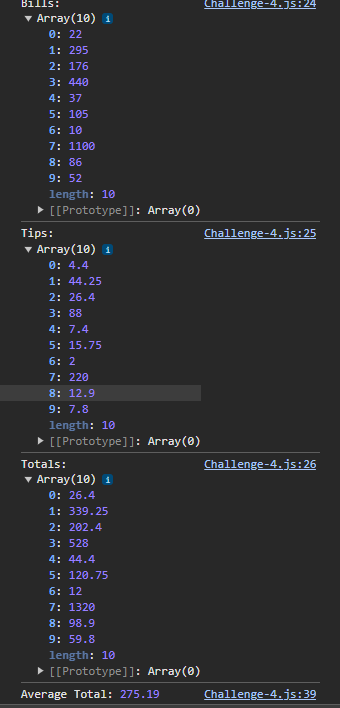 Bills: Challenge-4.js:24
▼ Array(10) i
0: 22
1: 295
2: 176
3: 440
4: 37
5: 105
6: 10
7: 1100
8: 86
9: 52
length: 10
▶ [[Prototype]]: Array(0)
Tips: Challenge-4.js:25
▼ Array(10) i
0: 4.4
1: 44.25
2: 26.4
3: 88
4: 7.4
5: 15.75
6: 2
7: 220
8: 12.9
9: 7.8
length: 10
▶ [[Prototype]]: Array(0)
Totals: Challenge-4.js:26
▼ Array(10) i
0: 26.4
1: 339.25
2: 202.4
3: 528
4: 44.4
5: 120.75
6: 12
7: 1320
8: 98.9
9: 59.8
length: 10
▶ [[Prototype]]: Array(0)
Average Total: 275.19 Challenge-4.js:39